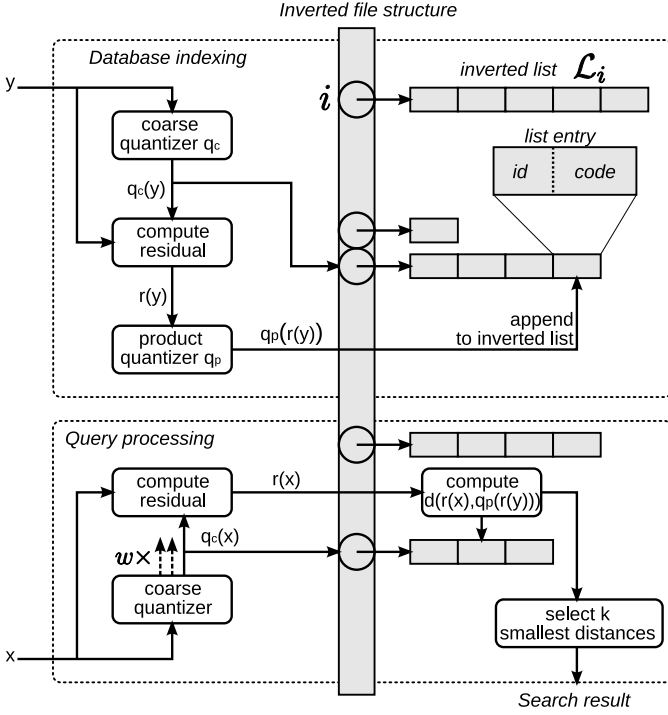 Inverted file structure
Database indexing
y
i
inverted list 𝓛i
coarse
quantizer qc
list entry
id
code
qc(y)
compute
residual
r(y)
append
to inverted list
product
quantizer qp
qp(r(y))
Query processing
compute
residual
r(x)
compute
d(r(x),qp(r(y)))
w×
qc(x)
coarse
quantizer
select k
smallest distances
x
Search result